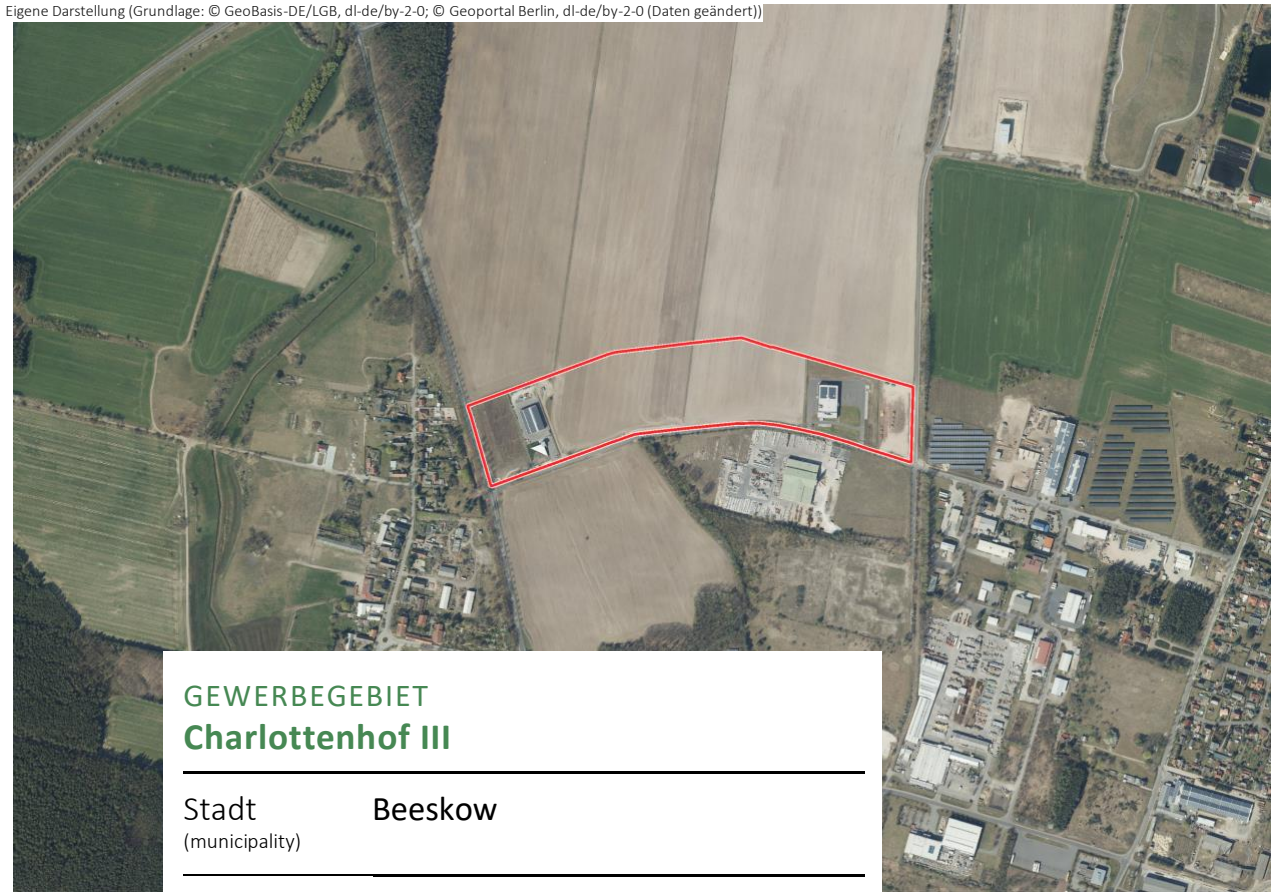 Eigene Darstellung (Grundlage: © GeoBasis-DE/LGB, dl-de/by-2-0; © Geoportal Berlin, dl-de/by-2-0 (Daten geändert))
GEWERBEGEBIET
Charlottenhof III
Stadt Beeskow
(municipality)